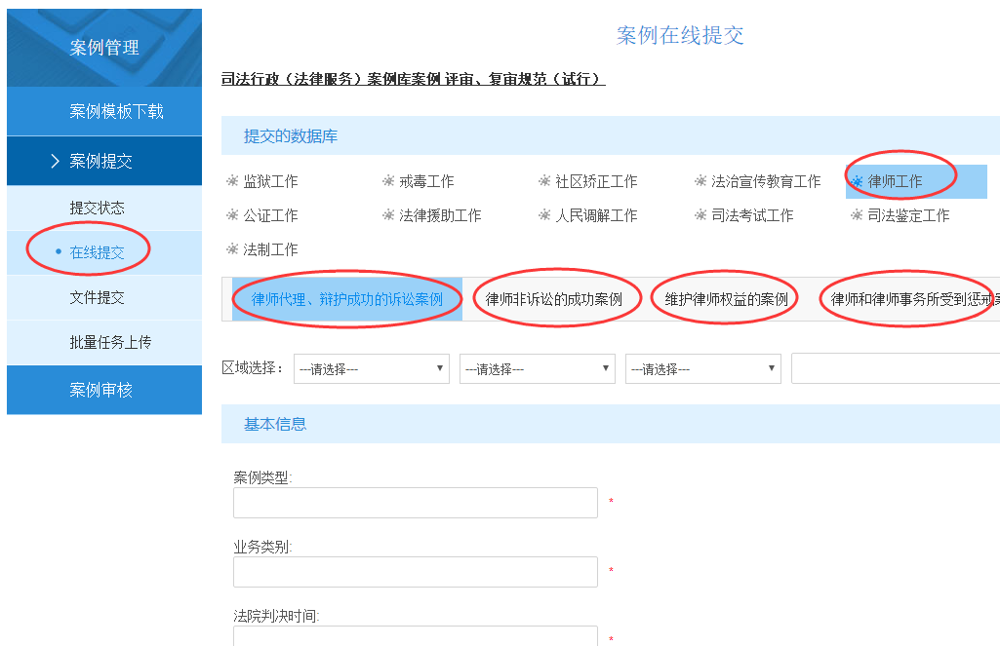 案例管理
案例模板下载
案例提交
提交状态
在线提交
文件提交
批量任务上传
案例审核
案例在线提交
司法行政（法律服务）案例库案例 评审、复审规范（试行）
提交的数据库
监狱工作 戒毒工作 社区矫正工作 法治宣传教育工作 律师工作
公证工作 法律援助工作 人民调解工作 司法考试工作 司法鉴定工作
法制工作
律师代理、辩护成功的诉讼案例 律师非诉讼的成功案例 维护律师权益的案例 律师和律师事务所受到惩戒案
区域选择： ---请选择--- ---请选择--- ---请选择---
基本信息
案例类型:
*
业务类别:
*
法院判决时间:
*